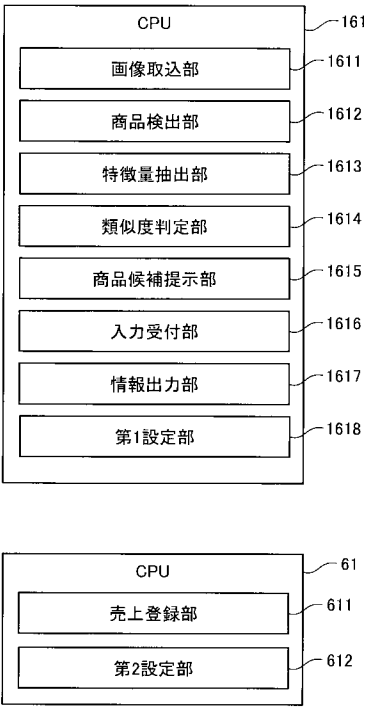 CPU
161
画像取込部
1611
商品検出部
1612
特徴量抽出部
1613
類似度判定部
1614
商品候補提示部
1615
入力受付部
1616
情報出力部
1617
第1設定部
1618
CPU
61
売上登録部
611
第2設定部
612